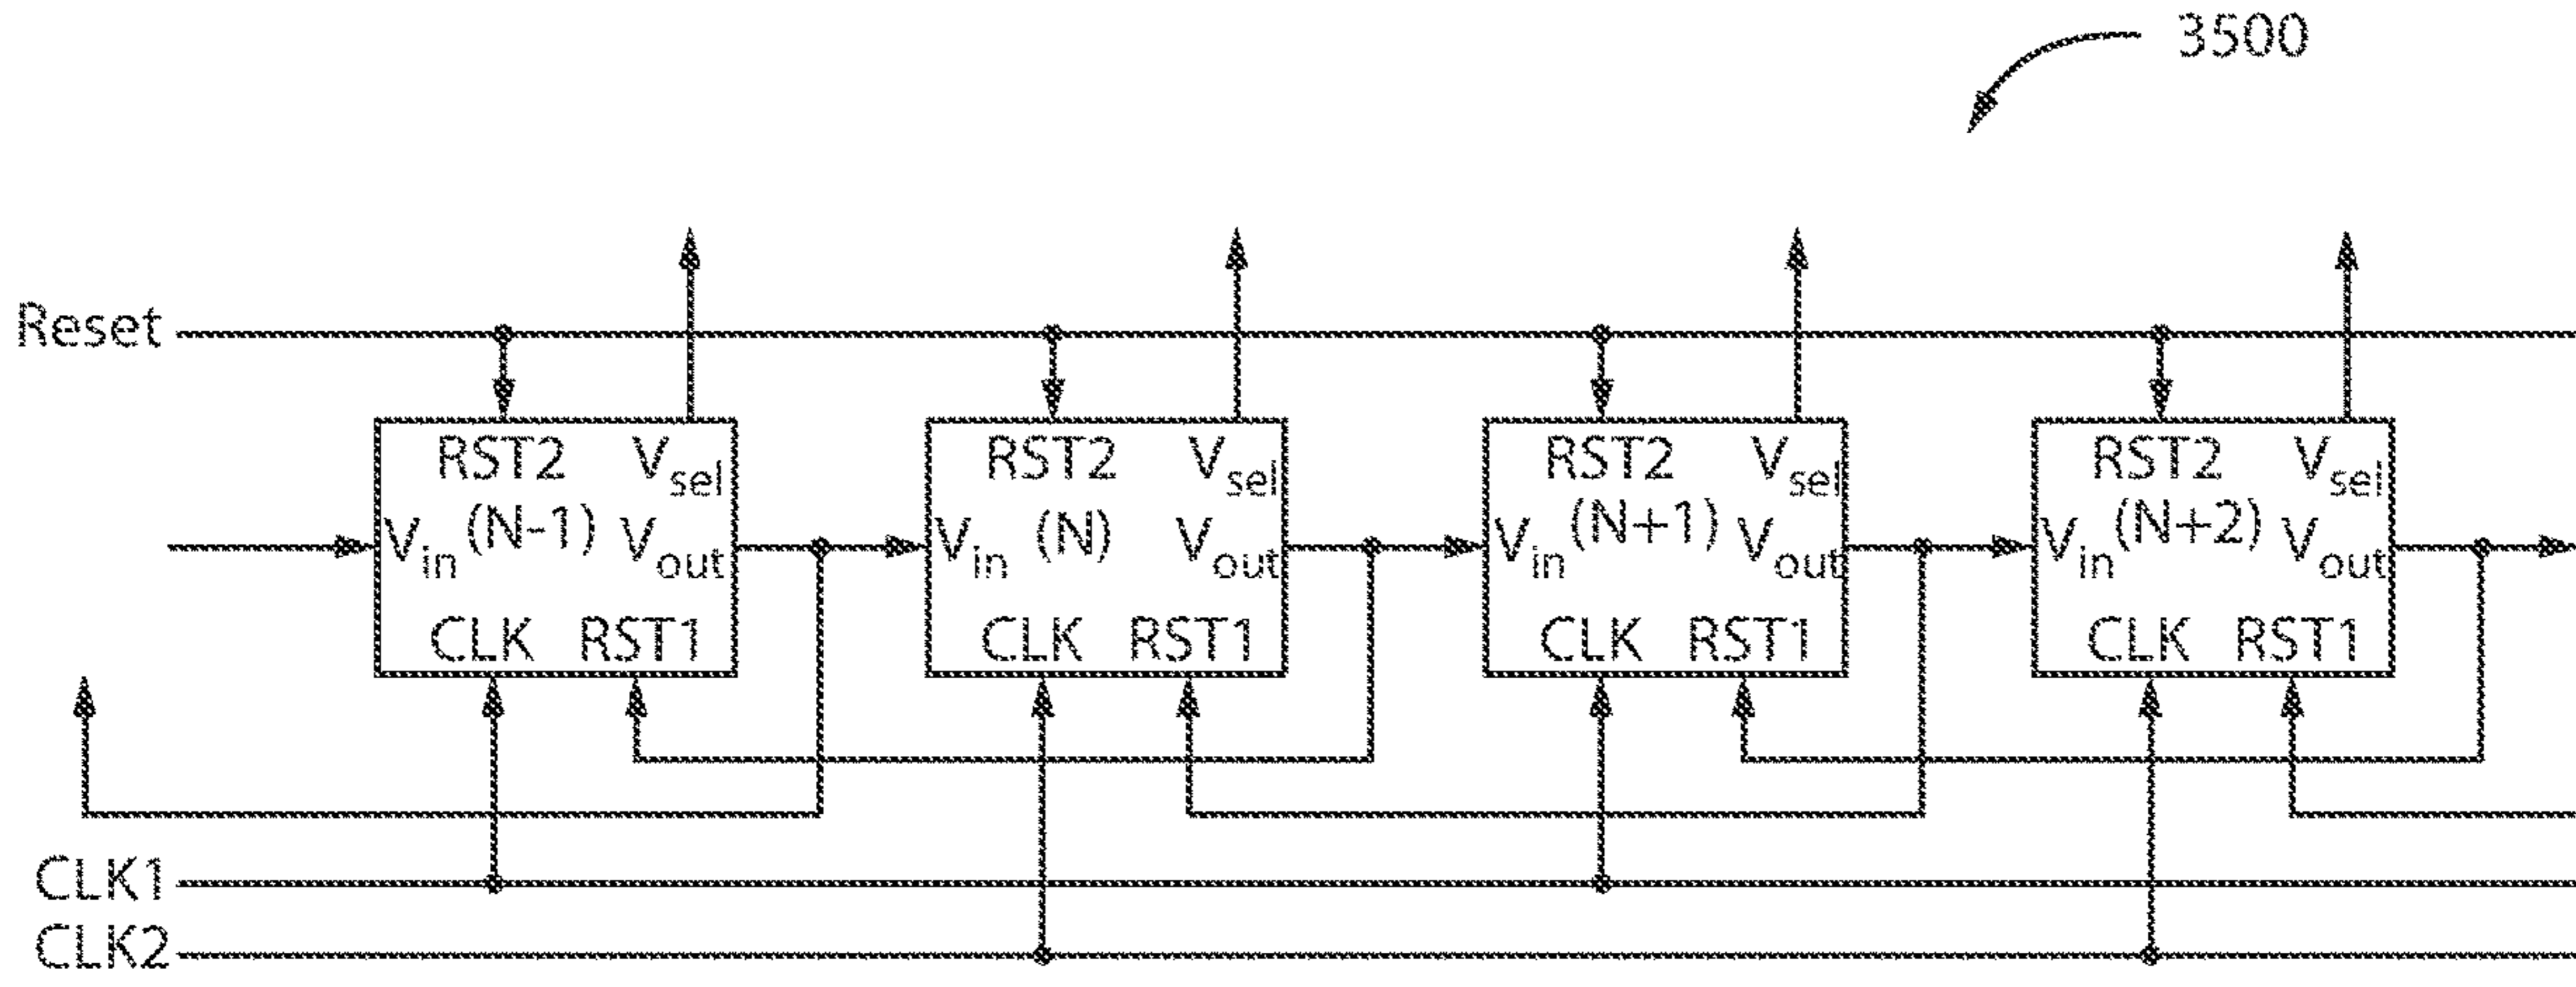 3500
Reset
RST2 Vsel RST2 Vsel RST2 Vsel RST2 Vsel
Vin (N-1) Vout Vin (N) Vout Vin (N+1) Vout Vin (N+2) Vout
CLK RST1 CLK RST1 CLK RST1 CLK RST1
CLK1
CLK2